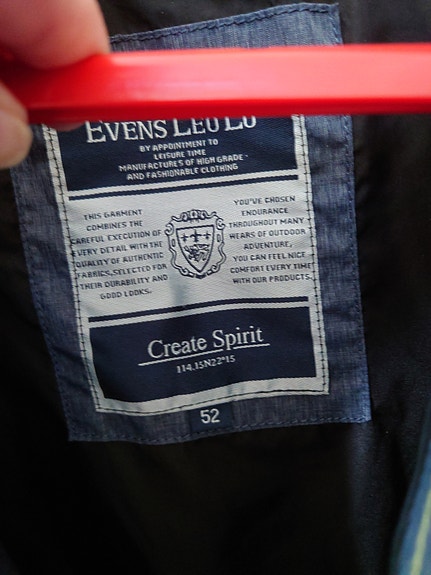 EVENS LEU LU
BY APPOINTMENT TO
LEISURE TIME
MANUFACTURES OF HIGH GRADE
AND FASHIONABLE CLOTHING
THIS GARMENT
COMBINES THE
CAREFUL EXECUTION OF
EVERY DETAIL WITH THE
QUALITY OF AUTHENTIC
FABRICS.SELECTED FOR
THEIR DURABILITY AND
GOOD LOOKS.
YOU'VE CHOSEN
ENDURANCE
THROUGHOUT MANY
WEARS OF OUTDOOR
ADVENTURE,
YOU CAN FEEL NICE
COMFORT EVERY TIME
WITH OUR PRODUCTS.
Create Spirit
114.15N22°15
52